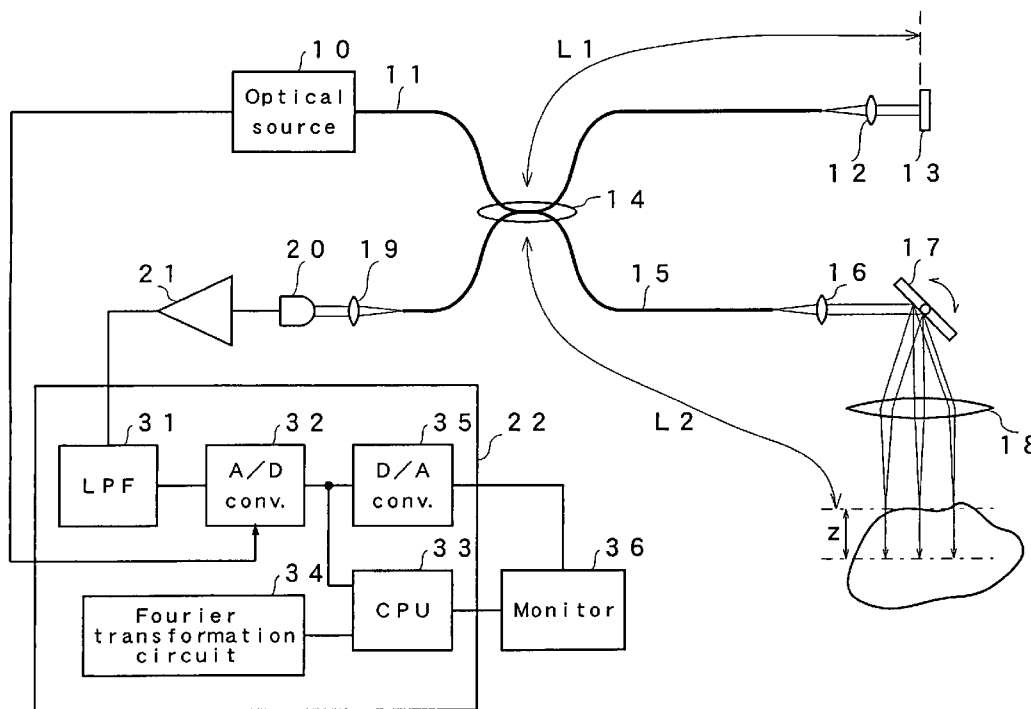 10
11
Optical
source
L1
12
13
14
20
19
21
15
16
17
L2
18
z
22
31
LPF
32
A/D
conv.
35
D/A
conv.
33
CPU
34
Fourier
transformation
circuit
36
Monitor